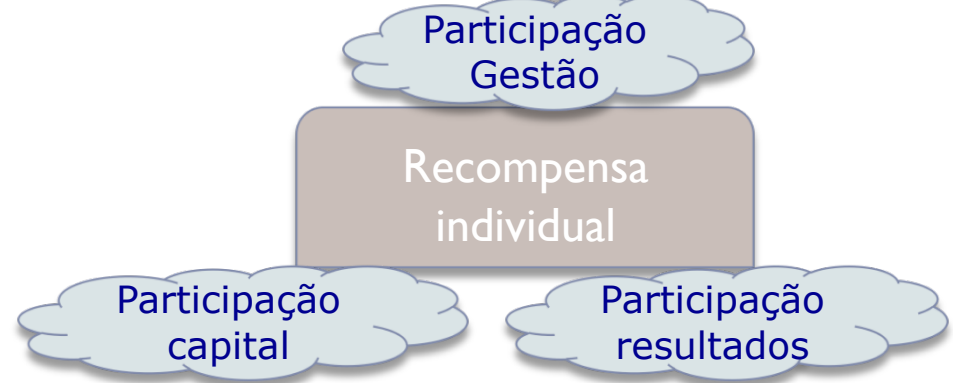 Participação
Gestão
Recompensa
individual
Participação
capital
Participação
resultados